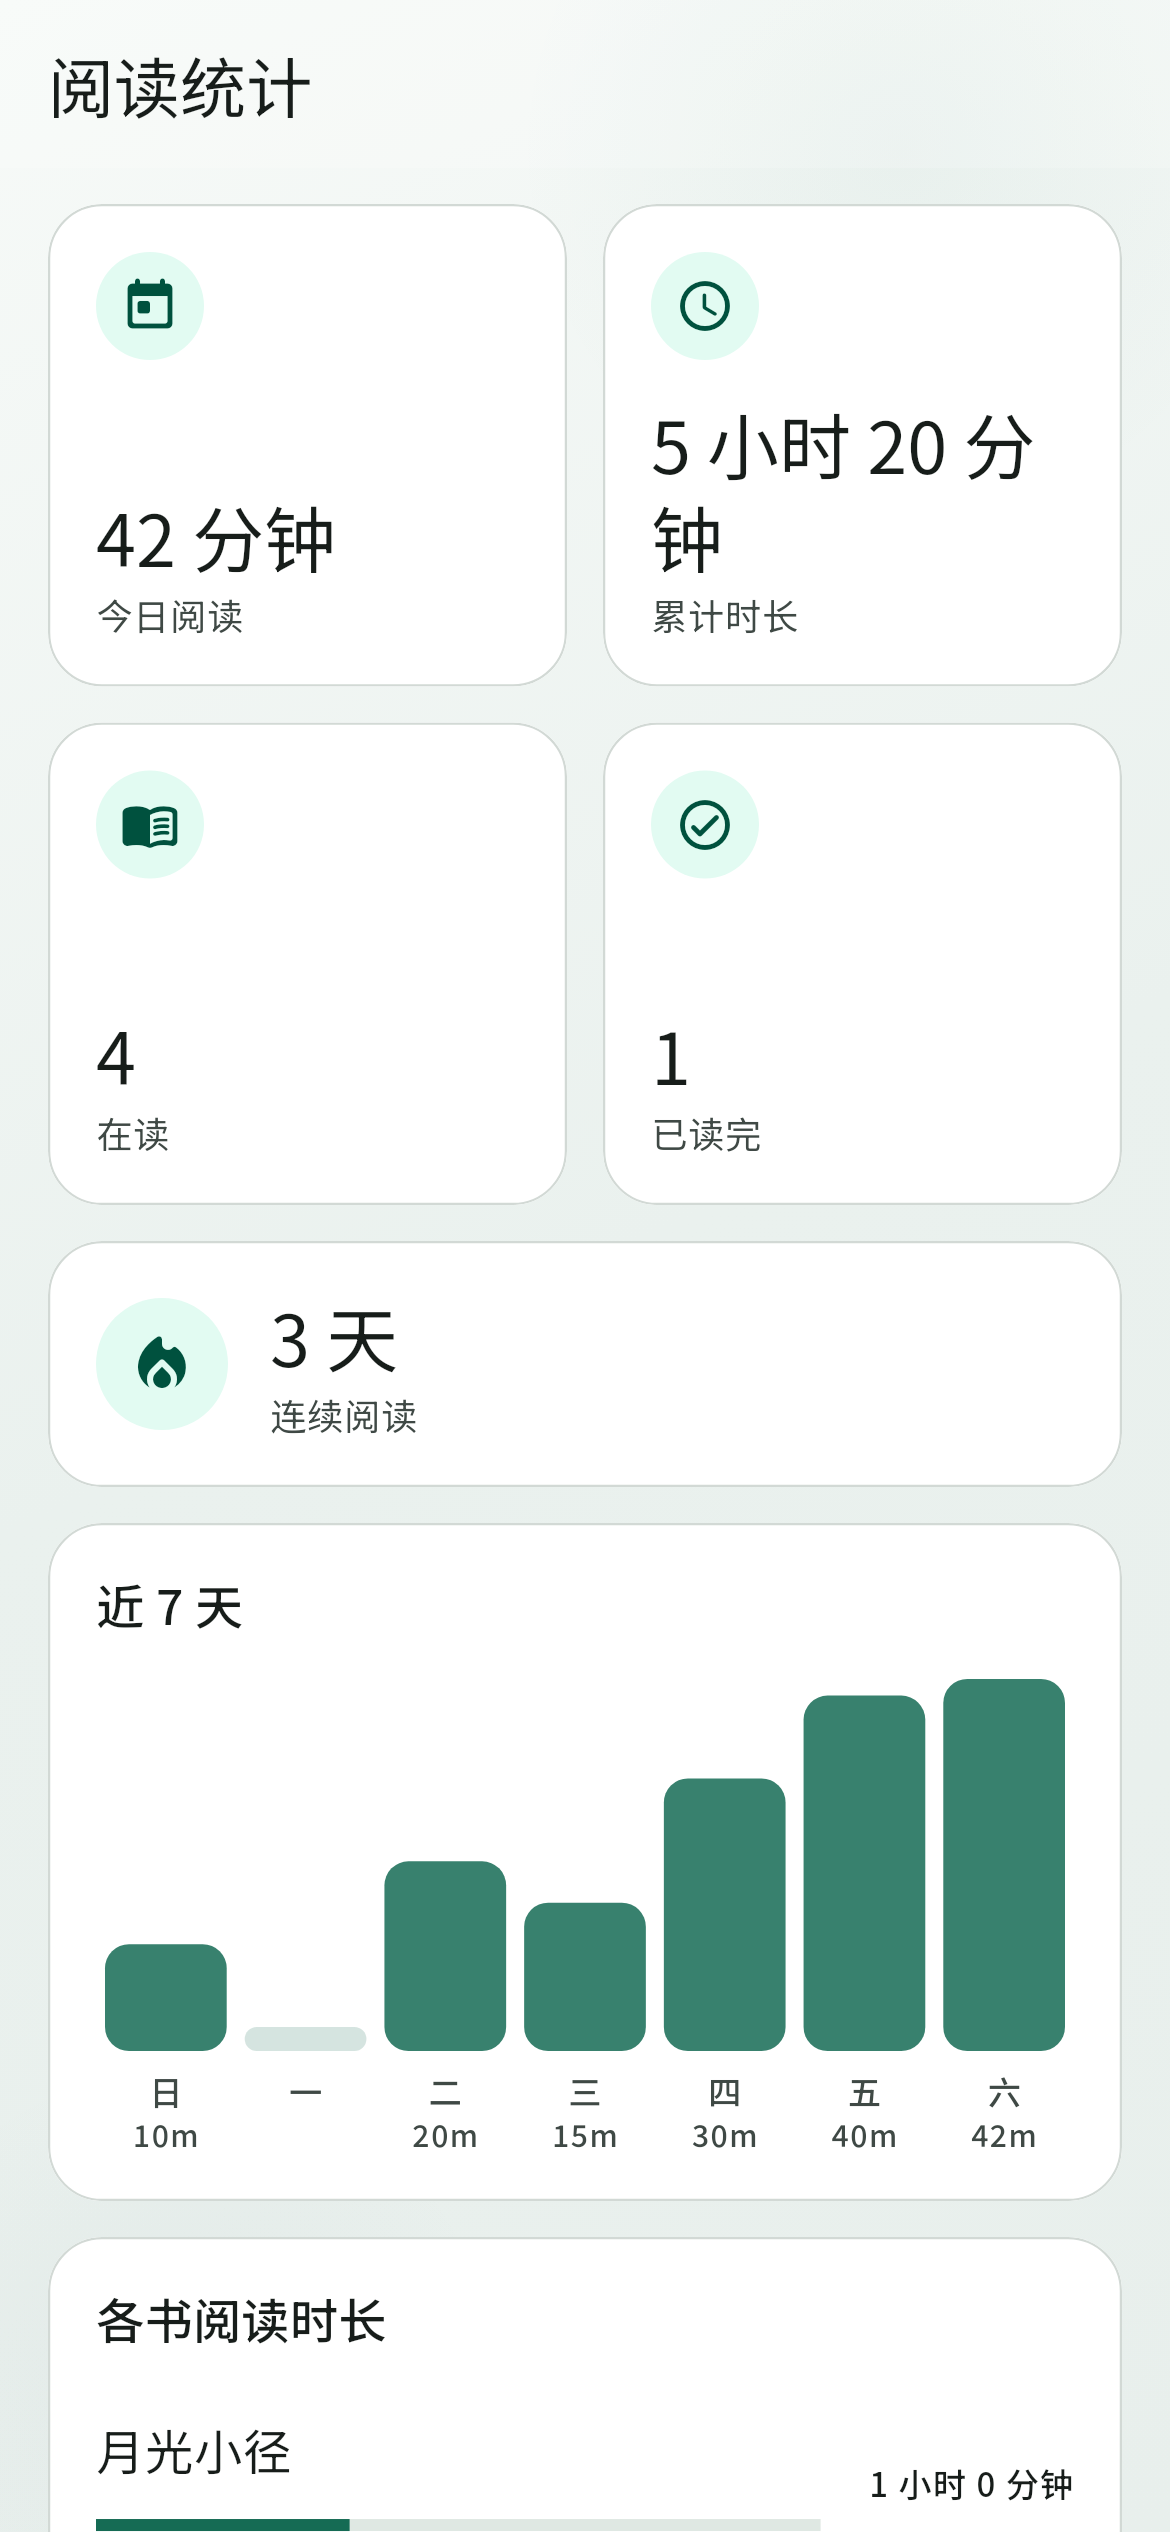 阅读统计
42 分钟
今日阅读
5 小时 20 分
钟
累计时长
4
在读
1
已读完
3 天
连续阅读
近 7 天
日 一 二 三 四 五 六
10m 20m 15m 30m 40m 42m
各书阅读时长
月光小径
1 小时 0 分钟